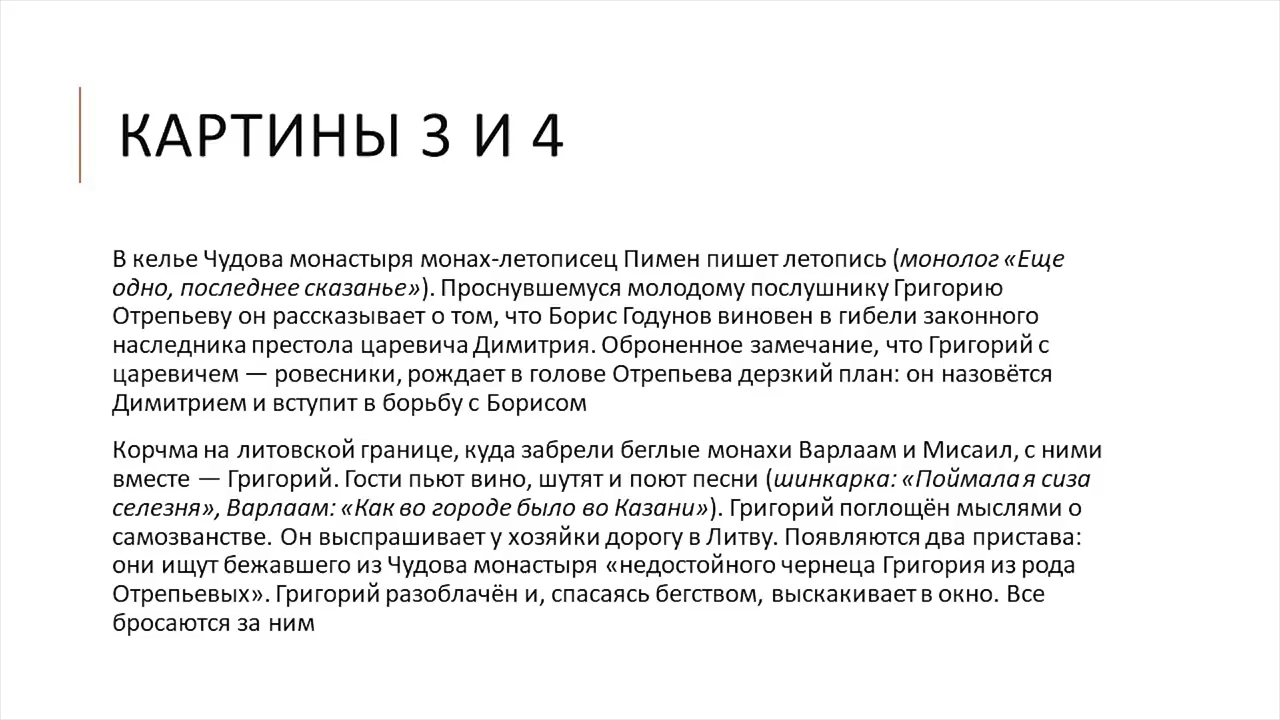 КАРТИНЫ 3 И 4
В келье Чудова монастыря монах-летописец Пимен пишет летопись (монолог «Еще
одно, последнее сказанье»). Проснувшемуся молодому послушнику Григорию
Отрепьеву он рассказывает о том, что Борис Годунов виновен в гибели законного
наследника престола царевича Димитрия. Оброненное замечание, что Григорий с
царевичем — ровесники, рождает в голове Отрепьева дерзкий план: он назовётся
Димитрием и вступит в борьбу с Борисом
Корчма на литовской границе, куда забрели беглые монахи Варлаам и Мисаил, с ними
вместе — Григорий. Гости пьют вино, шутят и поют песни (шинкарка: «Поймала я сиза
селезня», Варлаам: «Как во городе было во Казани»). Григорий поглощён мыслями о
самозванстве. Он выспрашивает у хозяйки дорогу в Литву. Появляются два пристава:
они ищут бежавшего из Чудова монастыря «недостойного чернеца Григория из рода
Отрепьевых». Григорий разоблачён и, спасаясь бегством, выскакивает в окно. Все
бросаются за ним